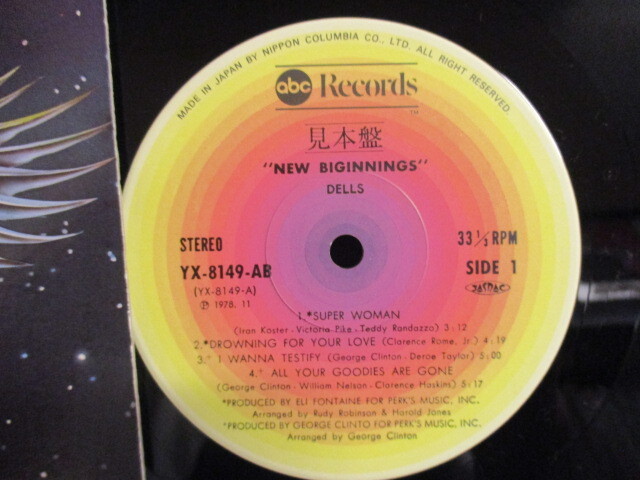 MADE IN JAPAN BY NIPPON COLUMBIA CO., LTD. ALL RIGHT RESERVED.
abc Records
TM
見本盤
"NEW BIGINNINGS"
DELLS
STEREO 33 1/3 RPM
YX-8149-AB SIDE 1
(YX-8149-A) JASRAC
℗ 1978. 11
1.*SUPER WOMAN
(Iran Koster - Victoria Pike - Teddy Randazzo) 3:12
2.*DROWNING FOR YOUR LOVE (Clarence Rome, Jr.) 4:19
3.⁺ I WANNA TESTIFY (George Clinton - Deroe Taylor) 5:00
4.⁺ ALL YOUR GOODIES ARE GONE
(George Clinton - William Nelson - Clarence Haskins) 5:17
*PRODUCED BY ELI FONTAINE FOR PERK'S MUSIC, INC.
Arranged by Rudy Robinson & Harold Jones
⁺PRODUCED BY GEORGE CLINTO FOR PERK'S MUSIC, INC.
Arranged by George Clinton